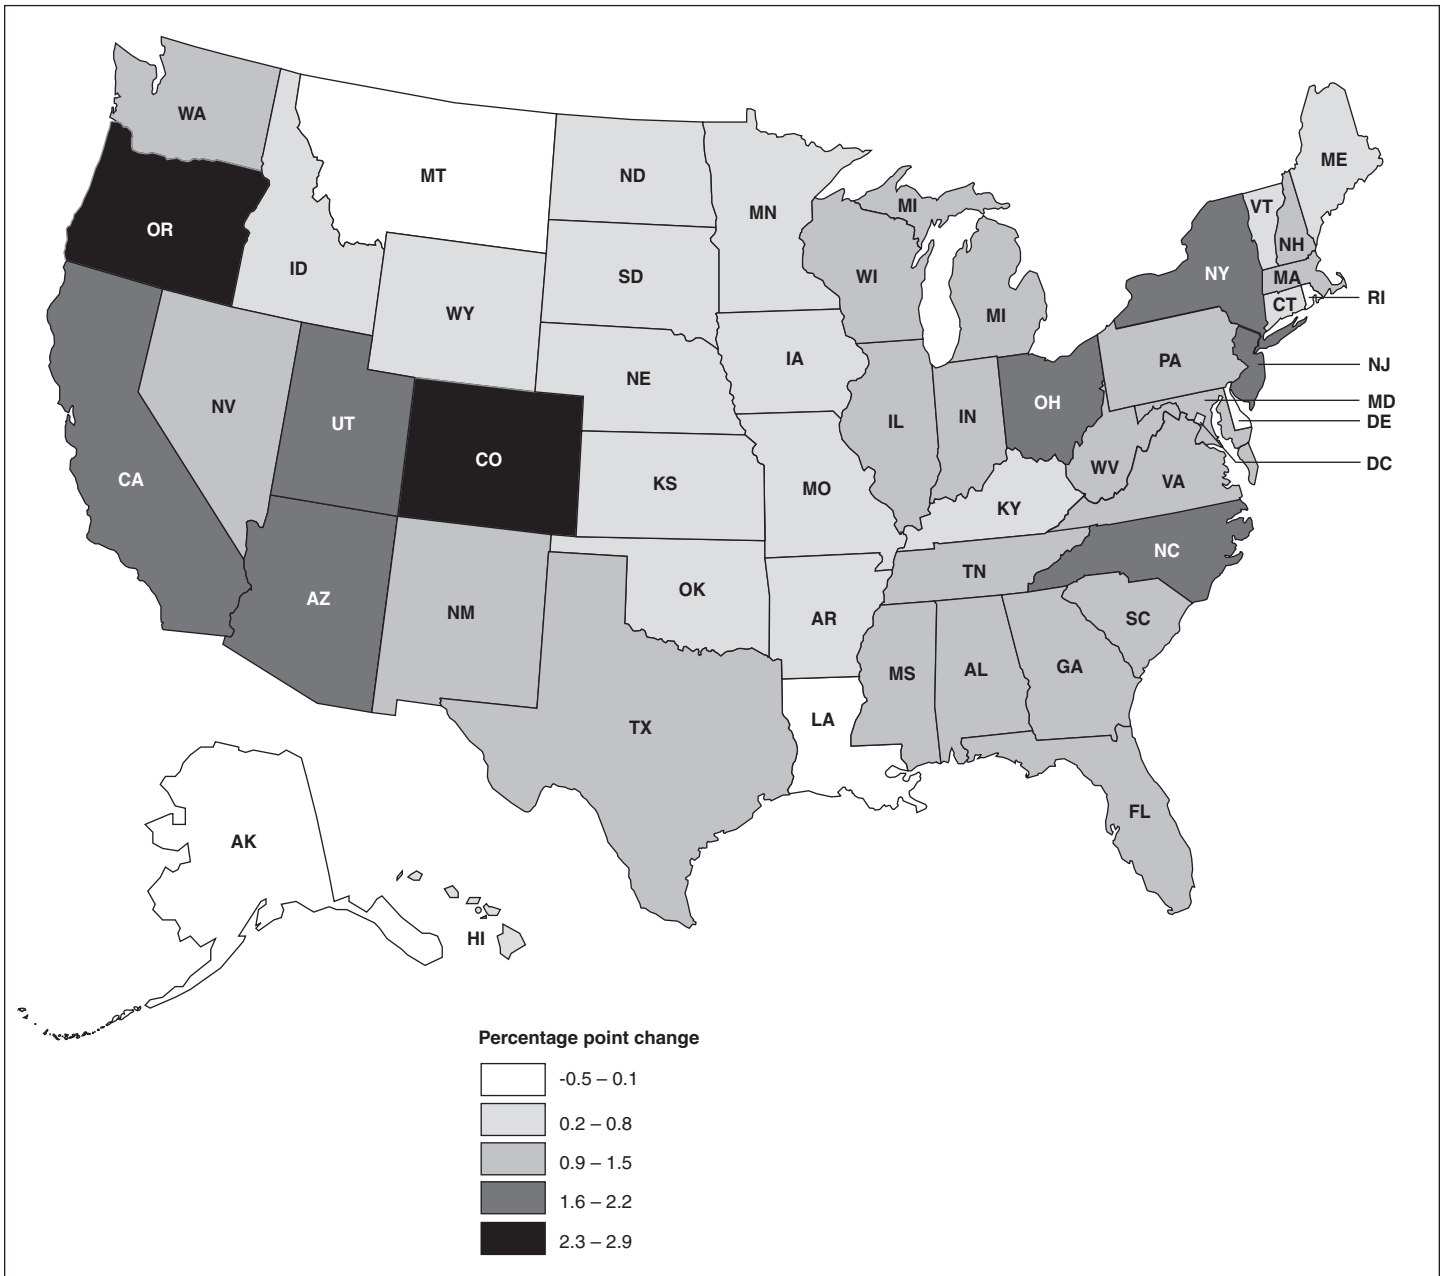 WA
MT
ND
MN
ME
OR
ID
SD
WI
MI
VT
NH
NY
MA
RI
CT
WY
MI
IA
PA
NJ
NE
NV
UT
IL
IN
OH
MD
DE
CO
KS
MO
WV
DC
CA
VA
KY
NC
AZ
NM
OK
AR
TN
SC
MS
AL
GA
TX
LA
FL
AK
HI
Percentage point change
-0.5 – 0.1
0.2 – 0.8
0.9 – 1.5
1.6 – 2.2
2.3 – 2.9